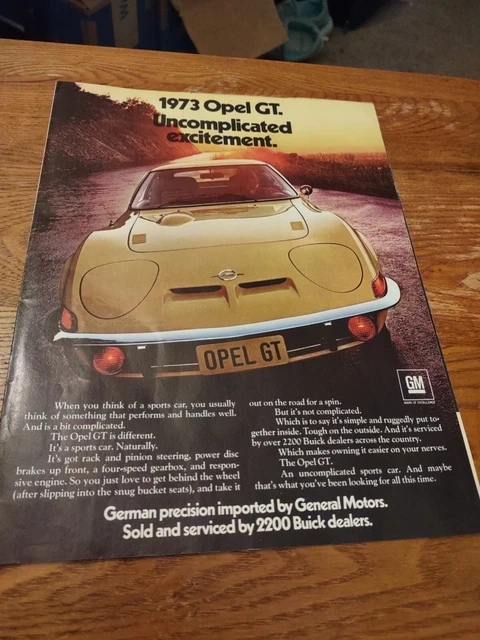 1973 Opel GT.
Uncomplicated
excitement.
OPEL GT
GM
MARK OF EXCELLENCE
When you think of a sports car, you usually
think of something that performs and handles well.
And is a bit complicated.
The Opel GT is different.
It's a sports car. Naturally.
It's got rack and pinion steering, power disc
brakes up front, a four-speed gearbox, and respon-
sive engine. So you just love to get behind the wheel
(after slipping into the snug bucket seats), and take it
out on the road for a spin.
But it's not complicated.
Which is to say it's simple and ruggedly put to-
gether inside. Tough on the outside. And it's serviced
by over 2200 Buick dealers across the country.
Which makes owning it easier on your nerves.
The Opel GT.
An uncomplicated sports car. And maybe
that's what you've been looking for all this time.
German precision imported by General Motors.
Sold and serviced by 2200 Buick dealers.